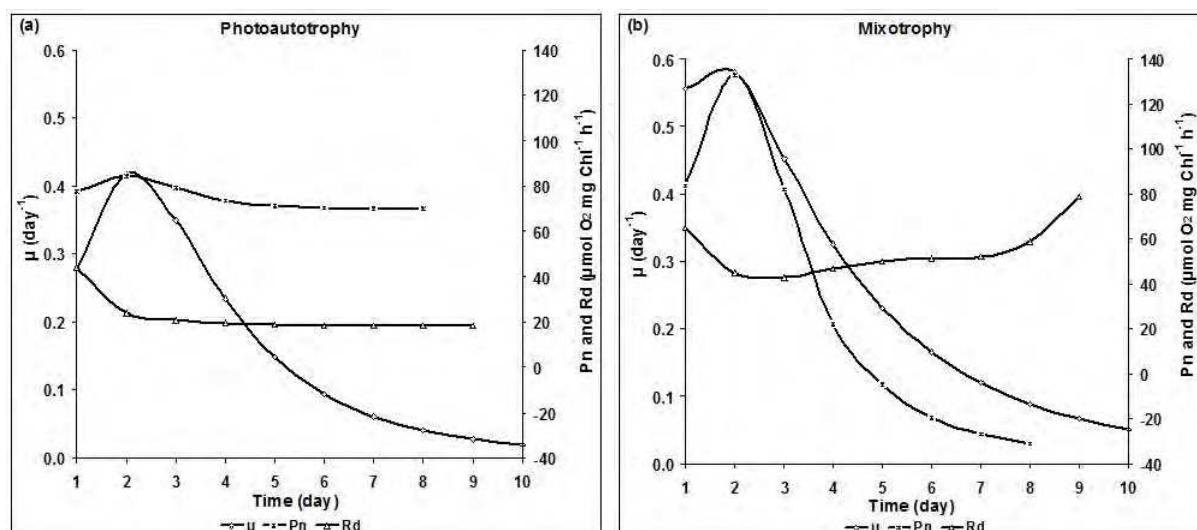 (a) Photoautotrophy
0.6
0.5
0.4
0.3
0.2
0.1
0.0
µ (day-1)
140
120
100
80
60
40
20
0
-20
-40
Pn and Rd (µmol O2 mg Chl-1 h-1)
1 2 3 4 5 6 7 8 9 10
Time (day)
µ Pn Rd
(b) Mixotrophy
0.6
0.5
0.4
0.3
0.2
0.1
0.0
µ (day-1)
140
120
100
80
60
40
20
0
-20
-40
Pn and Rd (µmol O2 mg Chl-1 h-1)
1 2 3 4 5 6 7 8 9 10
Time (day)
µ Pn Rd